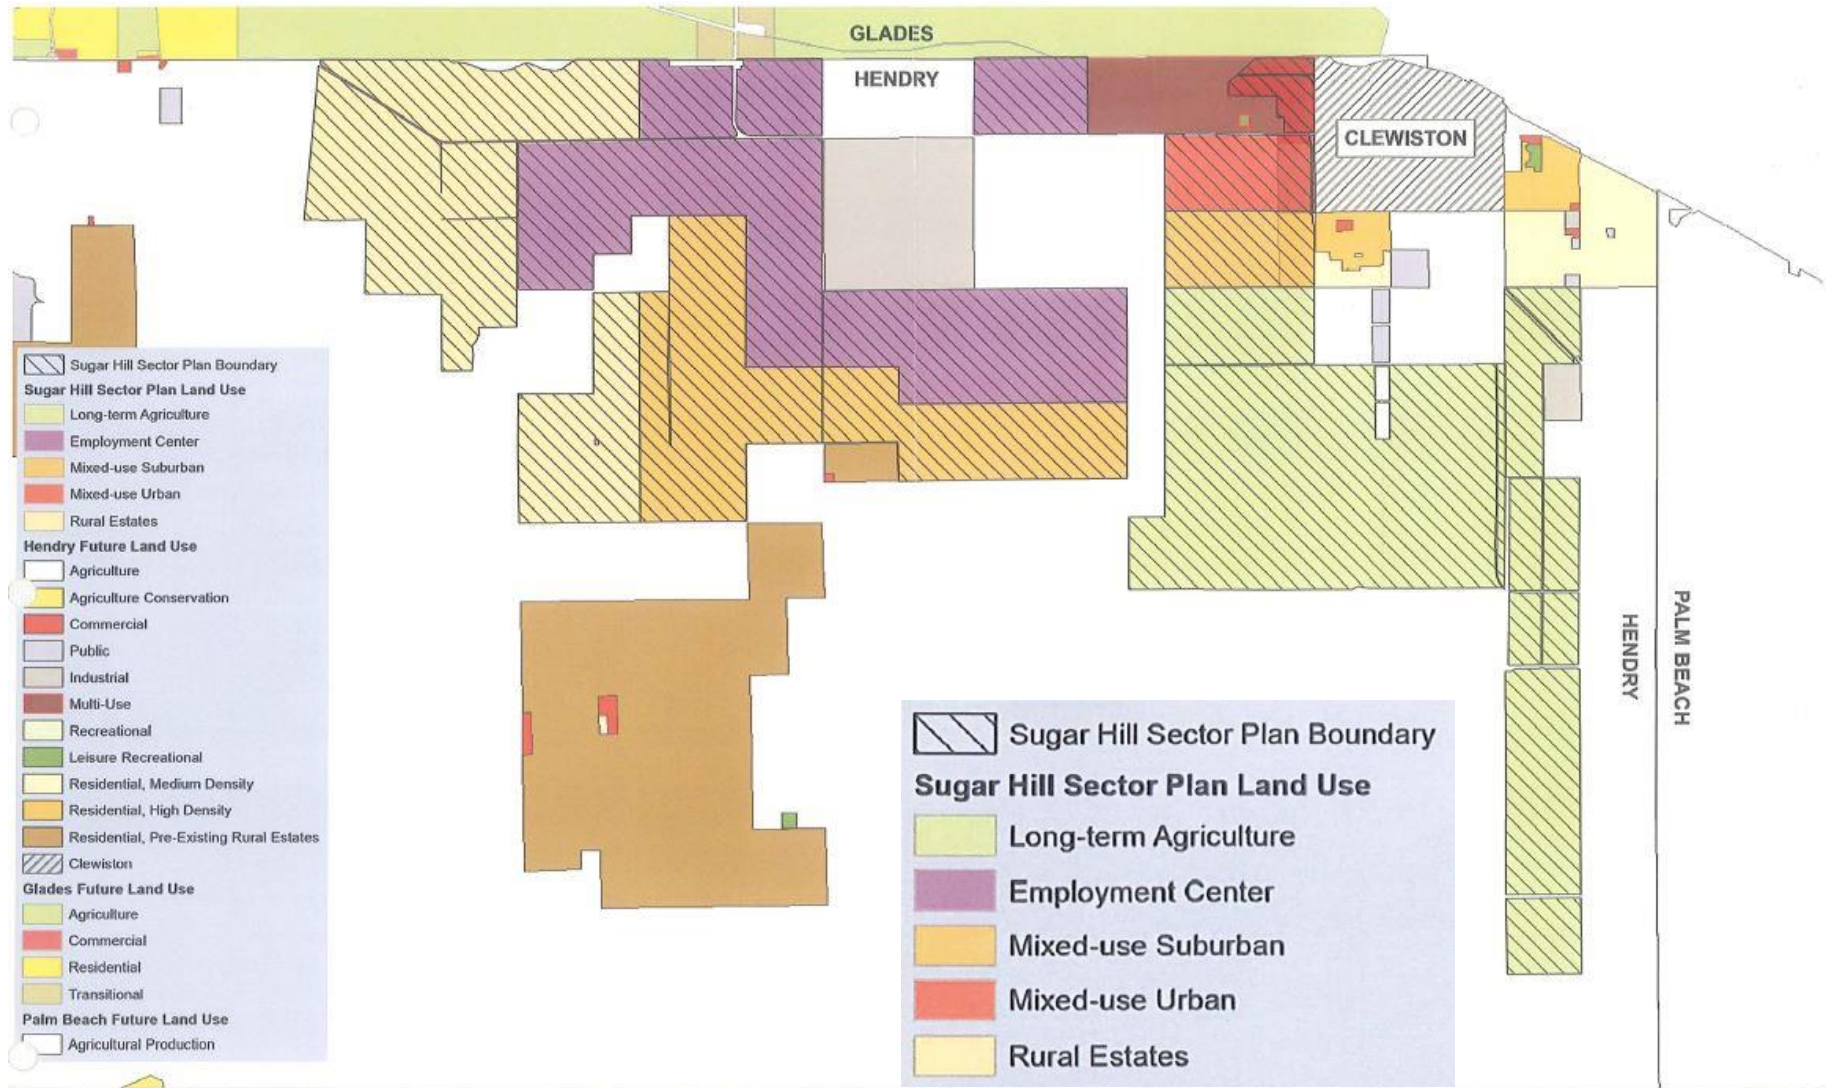 GLADES
HENDRY
CLEWISTON
HENDRY
PALM BEACH
Sugar Hill Sector Plan Boundary
Sugar Hill Sector Plan Land Use
Long-term Agriculture
Employment Center
Mixed-use Suburban
Mixed-use Urban
Rural Estates
Hendry Future Land Use
Agriculture
Agriculture Conservation
Commercial
Public
Industrial
Multi-Use
Recreational
Leisure Recreational
Residential, Medium Density
Residential, High Density
Residential, Pre-Existing Rural Estates
Clewiston
Glades Future Land Use
Agriculture
Commercial
Residential
Transitional
Palm Beach Future Land Use
Agricultural Production
Sugar Hill Sector Plan Boundary
Sugar Hill Sector Plan Land Use
Long-term Agriculture
Employment Center
Mixed-use Suburban
Mixed-use Urban
Rural Estates